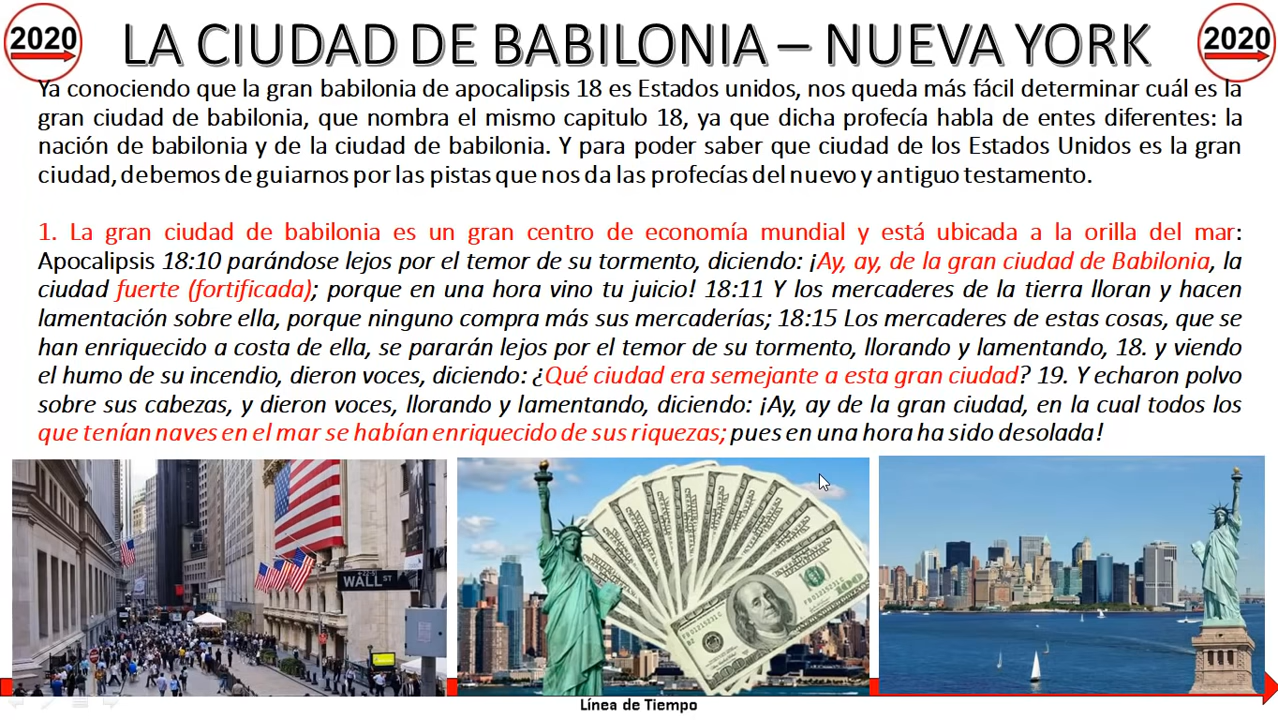 2020
LA CIUDAD DE BABILONIA – NUEVA YORK
2020
Ya conociendo que la gran babilonia de apocalipsis 18 es Estados unidos, nos queda más fácil determinar cuál es la
gran ciudad de babilonia, que nombra el mismo capitulo 18, ya que dicha profecía habla de entes diferentes: la
nación de babilonia y de la ciudad de babilonia. Y para poder saber que ciudad de los Estados Unidos es la gran
ciudad, debemos de guiarnos por las pistas que nos da las profecías del nuevo y antiguo testamento.
1. La gran ciudad de babilonia es un gran centro de economía mundial y está ubicada a la orilla del mar:
Apocalipsis 18:10 parándose lejos por el temor de su tormento, diciendo: ¡Ay, ay, de la gran ciudad de Babilonia, la
ciudad fuerte (fortificada); porque en una hora vino tu juicio! 18:11 Y los mercaderes de la tierra lloran y hacen
lamentación sobre ella, porque ninguno compra más sus mercaderías; 18:15 Los mercaderes de estas cosas, que se
han enriquecido a costa de ella, se pararán lejos por el temor de su tormento, llorando y lamentando, 18. y viendo
el humo de su incendio, dieron voces, diciendo: ¿Qué ciudad era semejante a esta gran ciudad? 19. Y echaron polvo
sobre sus cabezas, y dieron voces, llorando y lamentando, diciendo: ¡Ay, ay de la gran ciudad, en la cual todos los
que tenían naves en el mar se habían enriquecido de sus riquezas; pues en una hora ha sido desolada!
WALL ST
100
Línea de Tiempo